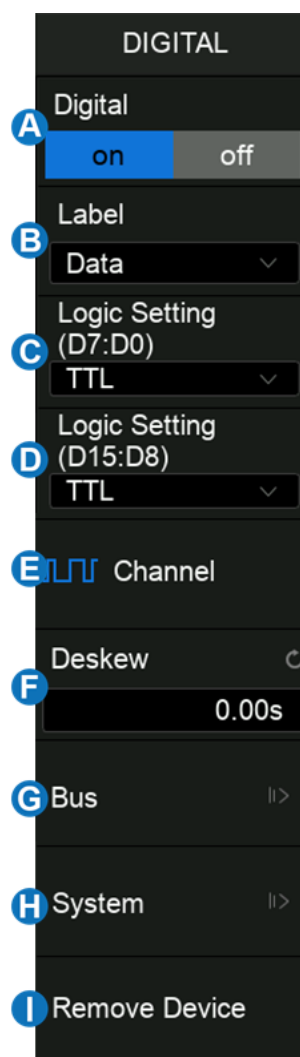 DIGITAL
Digital
A
on off
Label
B
Data
Logic Setting
C (D7:D0)
TTL
Logic Setting
D (D15:D8)
TTL
E Channel
Deskew
F
0.00s
G Bus
H System
I Remove Device